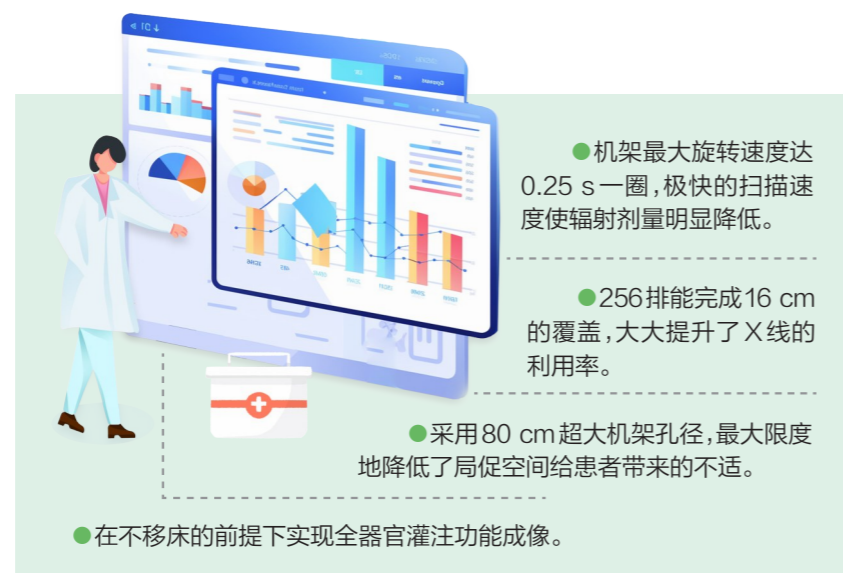 ●机架最大旋转速度达
0.25 s一圈，极快的扫描速
度使辐射剂量明显降低。
●256排能完成16 cm
的覆盖，大大提升了X线的
利用率。
●采用80 cm超大机架孔径，最大限度
地降低了局促空间给患者带来的不适。
●在不移床的前提下实现全器官灌注功能成像。